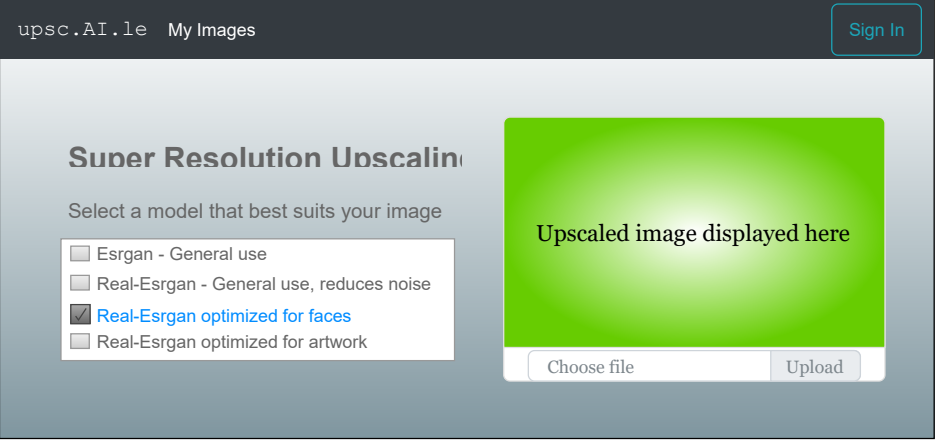 upsc.AI.le My Images Sign In
Super Resolution Upscaling
Select a model that best suits your image
Esrgan - General use
Real-Esrgan - General use, reduces noise
Real-Esrgan optimized for faces
Real-Esrgan optimized for artwork
Upscaled image displayed here
Choose file Upload